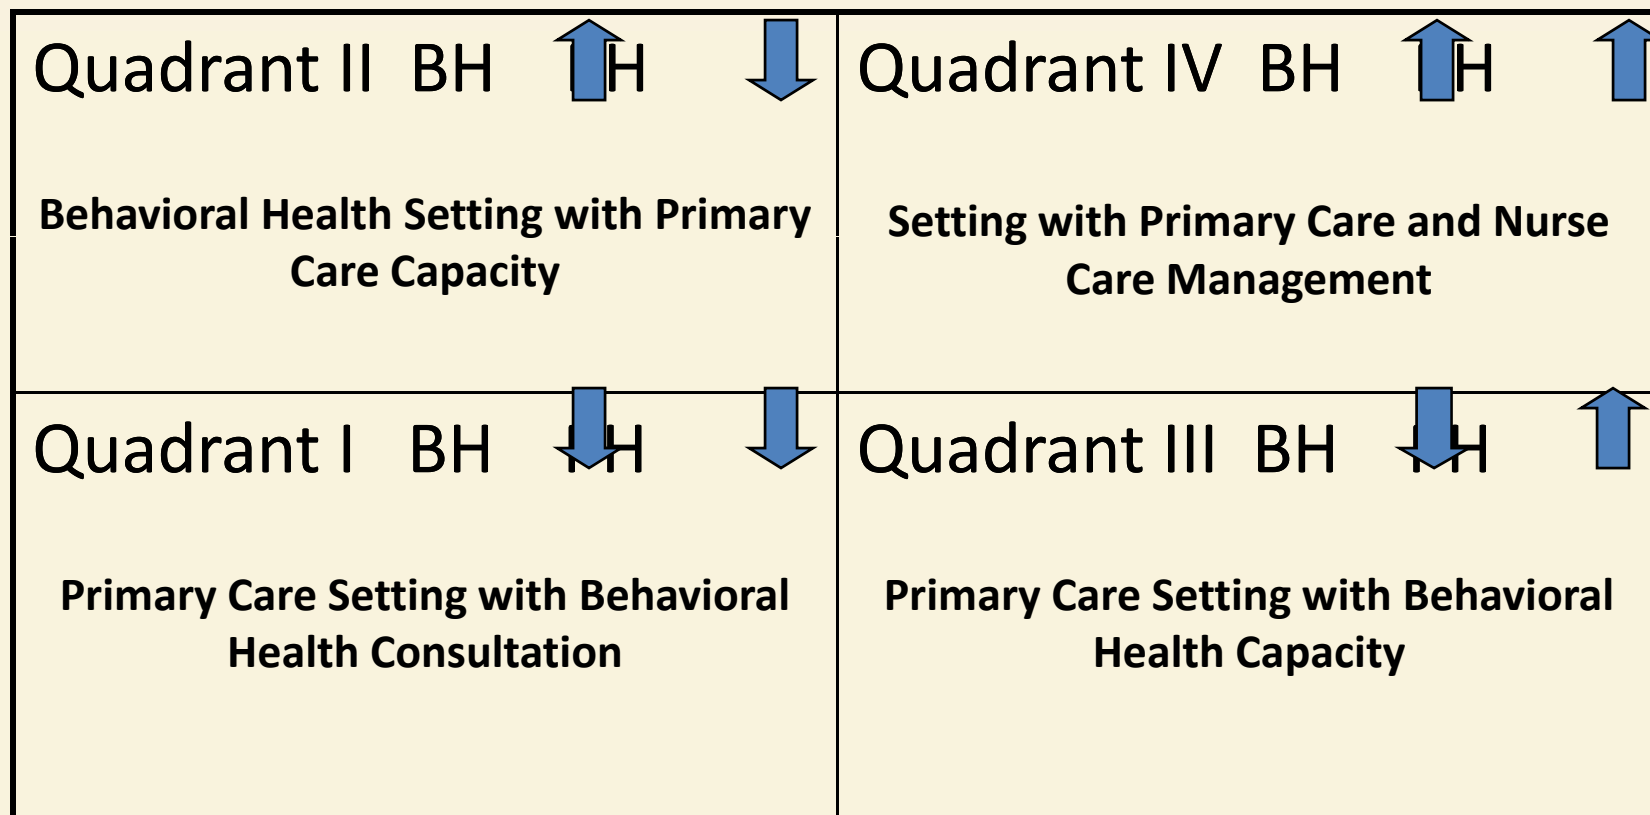 Quadrant II BH H
Behavioral Health Setting with Primary
Care Capacity
Quadrant IV BH H
Setting with Primary Care and Nurse
Care Management
Quadrant I BH PH
Primary Care Setting with Behavioral
Health Consultation
Quadrant III BH PH
Primary Care Setting with Behavioral
Health Capacity